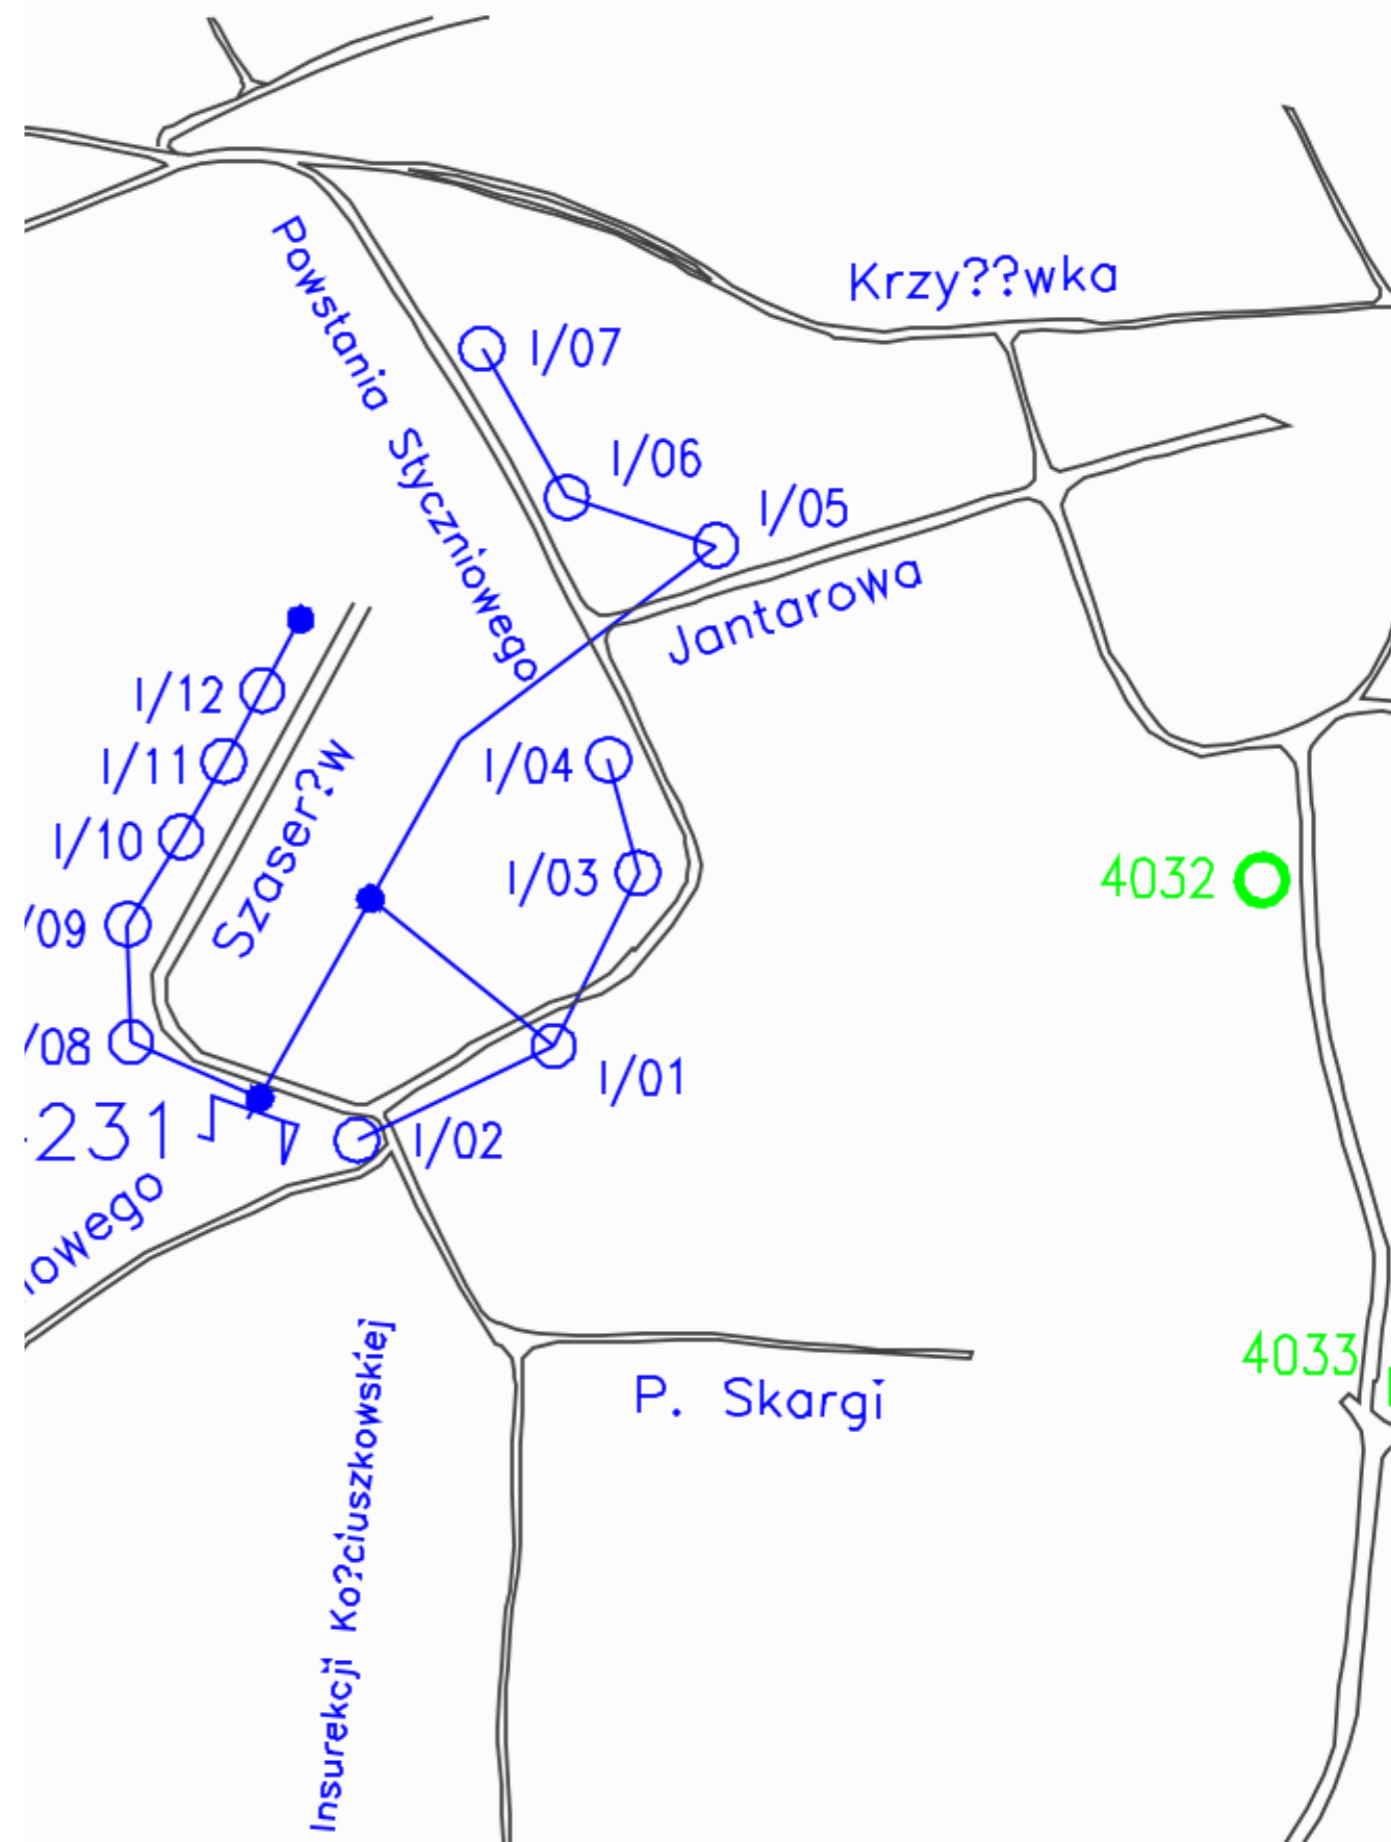 Krzy??wka
Powstania Styczniowego
I/07
I/06
I/05
Jantarowa
I/12
I/11
I/10
I/04
I/03
Szaser?w
4032
/09
/08
I/01
231
I/02
owego
4033
P. Skargi
Insurekcji Ko?ciuszkowskiej